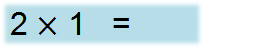 2 × 1 =